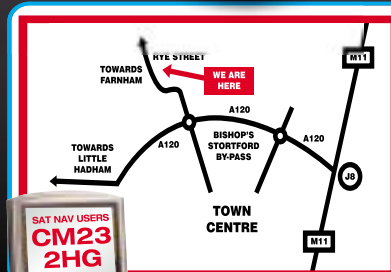 RYE STREET
M11
TOWARDS
FARNHAM
WE ARE
HERE
A120
A120
BISHOP'S
STORTFORD
BY-PASS
A120
TOWARDS
LITTLE
HADHAM
J8
TOWN
CENTRE
SAT NAV USERS
CM23
2HG
M11